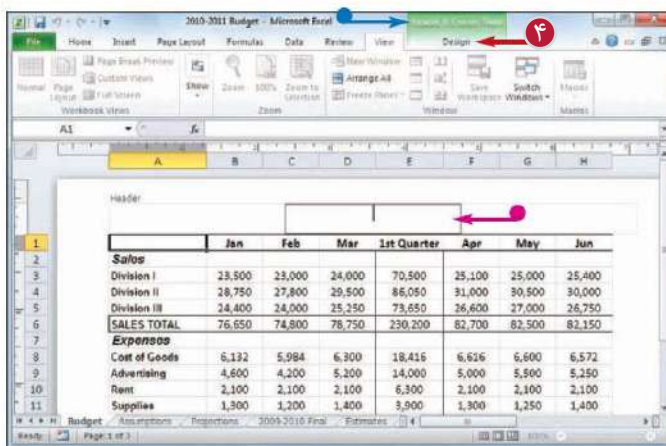 2010-2011 Budget - Microsoft Excel
File Home Insert Page Layout Formulas Data Review View Design
۴
Normal Page Layout Page Break Preview Custom Views Full Screen Show Zoom 100% Zoom to Selection New Window Arrange All Freeze Panes Save Workspace Switch Windows Macros
Workbook Views Zoom Window Macros
A1 fx
A B C D E F G H
Header
1 Jan Feb Mar 1st Quarter Apr May Jun
2 Sales
3 Division I 23,500 23,000 24,000 70,500 25,100 25,000 25,400
4 Division II 28,750 27,800 29,500 86,050 31,000 30,500 30,000
5 Division III 24,400 24,000 25,250 73,650 26,600 27,000 26,750
6 SALES TOTAL 76,650 74,800 78,750 230,200 82,700 82,500 82,150
7 Expenses
8 Cost of Goods 6,132 5,984 6,300 18,416 6,616 6,600 6,572
9 Advertising 4,600 4,200 5,200 14,000 5,000 5,500 5,250
10 Rent 2,100 2,100 2,100 6,300 2,100 2,100 2,100
11 Supplies 1,300 1,200 1,400 3,900 1,300 1,250 1,400
Budget Assumptions Projections 2009-2010 Final Estimates
Ready Page: 1 of 3 100%